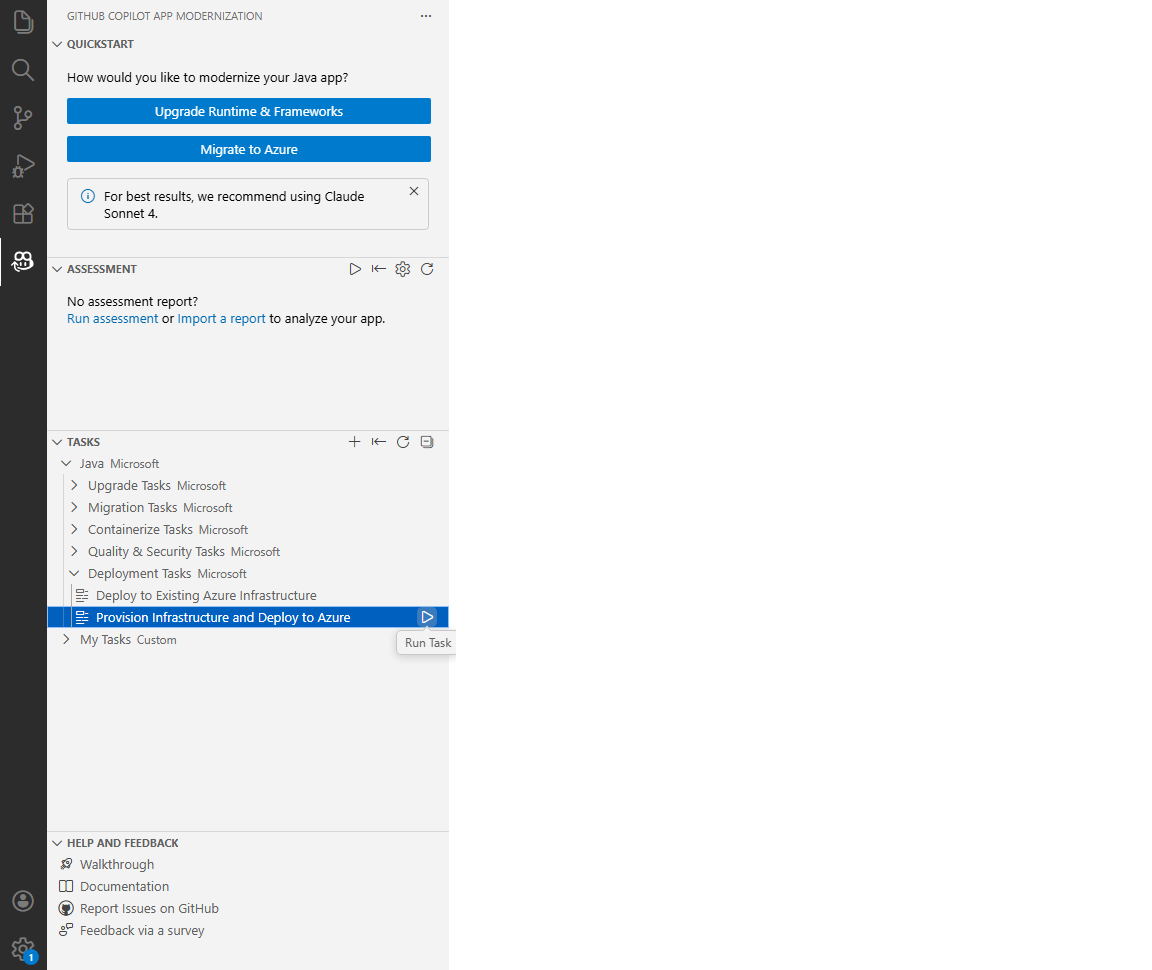 GITHUB COPILOT APP MODERNIZATION
QUICKSTART
How would you like to modernize your Java app?
Upgrade Runtime & Frameworks
Migrate to Azure
For best results, we recommend using Claude
Sonnet 4.
ASSESSMENT
No assessment report?
Run assessment or Import a report to analyze your app.
TASKS
Java Microsoft
Upgrade Tasks Microsoft
Migration Tasks Microsoft
Containerize Tasks Microsoft
Quality & Security Tasks Microsoft
Deployment Tasks Microsoft
Deploy to Existing Azure Infrastructure
Provision Infrastructure and Deploy to Azure
My Tasks Custom
Run Task
HELP AND FEEDBACK
Walkthrough
Documentation
Report Issues on GitHub
Feedback via a survey
1